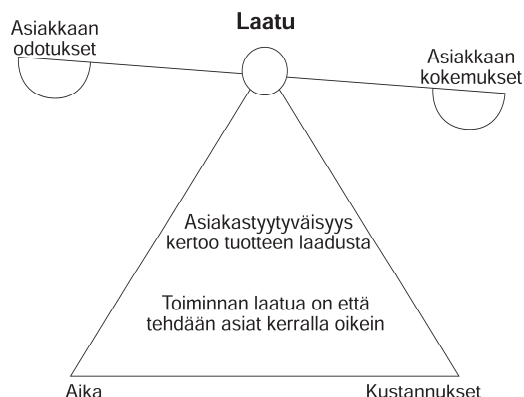 Laatu
Asiakkaan
odotukset
Asiakkaan
kokemukset
Asiakastyytyväisyys
kertoo tuotteen laadusta
Toiminnan laatua on että
tehdään asiat kerralla oikein
Aika
Kustannukset